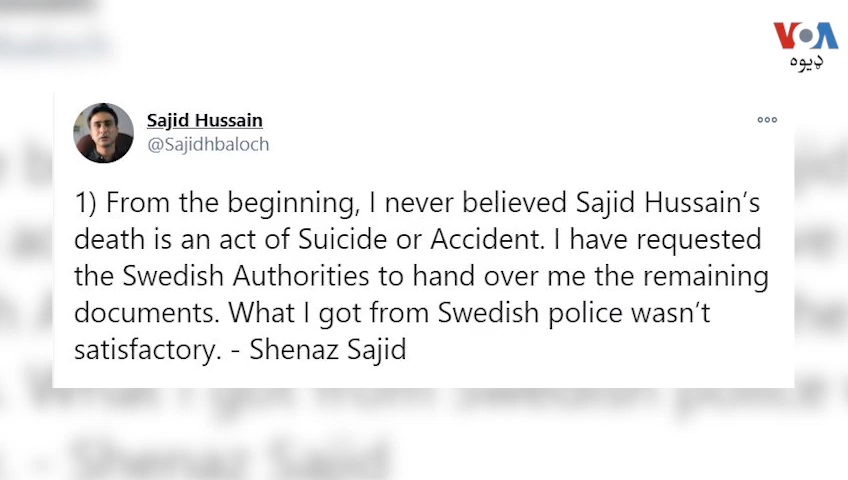 VOA
ډیوه
Sajid Hussain
@Sajidhbaloch
1) From the beginning, I never believed Sajid Hussain’s
death is an act of Suicide or Accident. I have requested
the Swedish Authorities to hand over me the remaining
documents. What I got from Swedish police wasn’t
satisfactory. - Shenaz Sajid